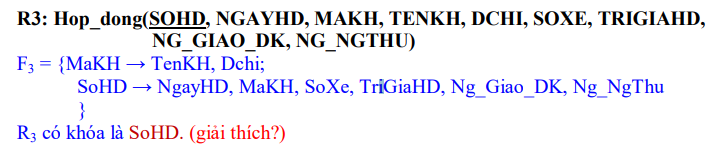 R3: Hop_dong(SOHD, NGAYHD, MAKH, TENKH, DCHI, SOXE, TRIGIAHD,
NG_GIAO_DK, NG_NGTHU)
F3 = {MaKH → TenKH, Dchi;
SoHD → NgayHD, MaKH, SoXe, TriGiaHD, Ng_Giao_DK, Ng_NgThu
}
R3 có khóa là SoHD. (giải thích?)